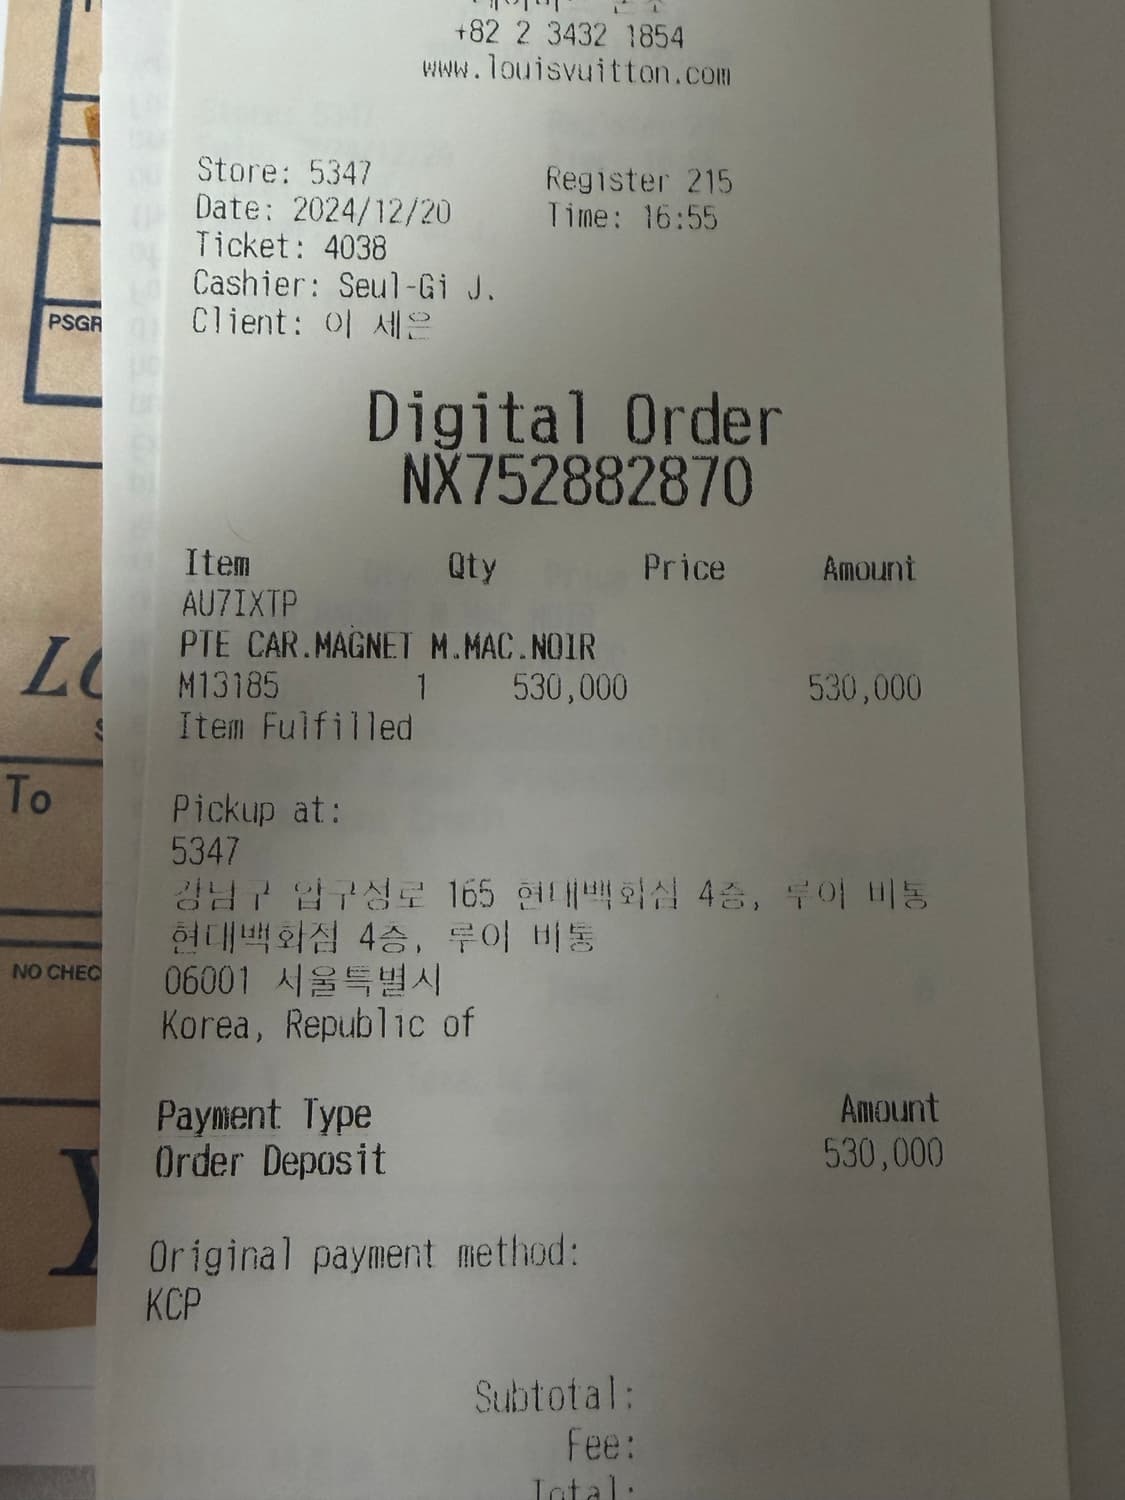 +82 2 3432 1854
www.louisvuitton.com
Store: 5347 Register 215
Date: 2024/12/20 Time: 16:55
Ticket: 4038
Cashier: Seul-Gi J.
Client: 이 세은
Digital Order
NX752882870
Item Qty Price Amount
AU7IXTP
PTE CAR.MAGNET M.MAC.NOIR
M13185 1 530,000 530,000
Item Fulfilled
Pickup at:
5347
강남구 압구정로 165 현대백화점 4층, 루이 비통
현대백화점 4층, 루이 비통
06001 서울특별시
Korea, Republic of
Payment Type Amount
Order Deposit 530,000
Original payment method:
KCP
Subtotal:
Fee:
Total:
PSGR
To
NO CHEC